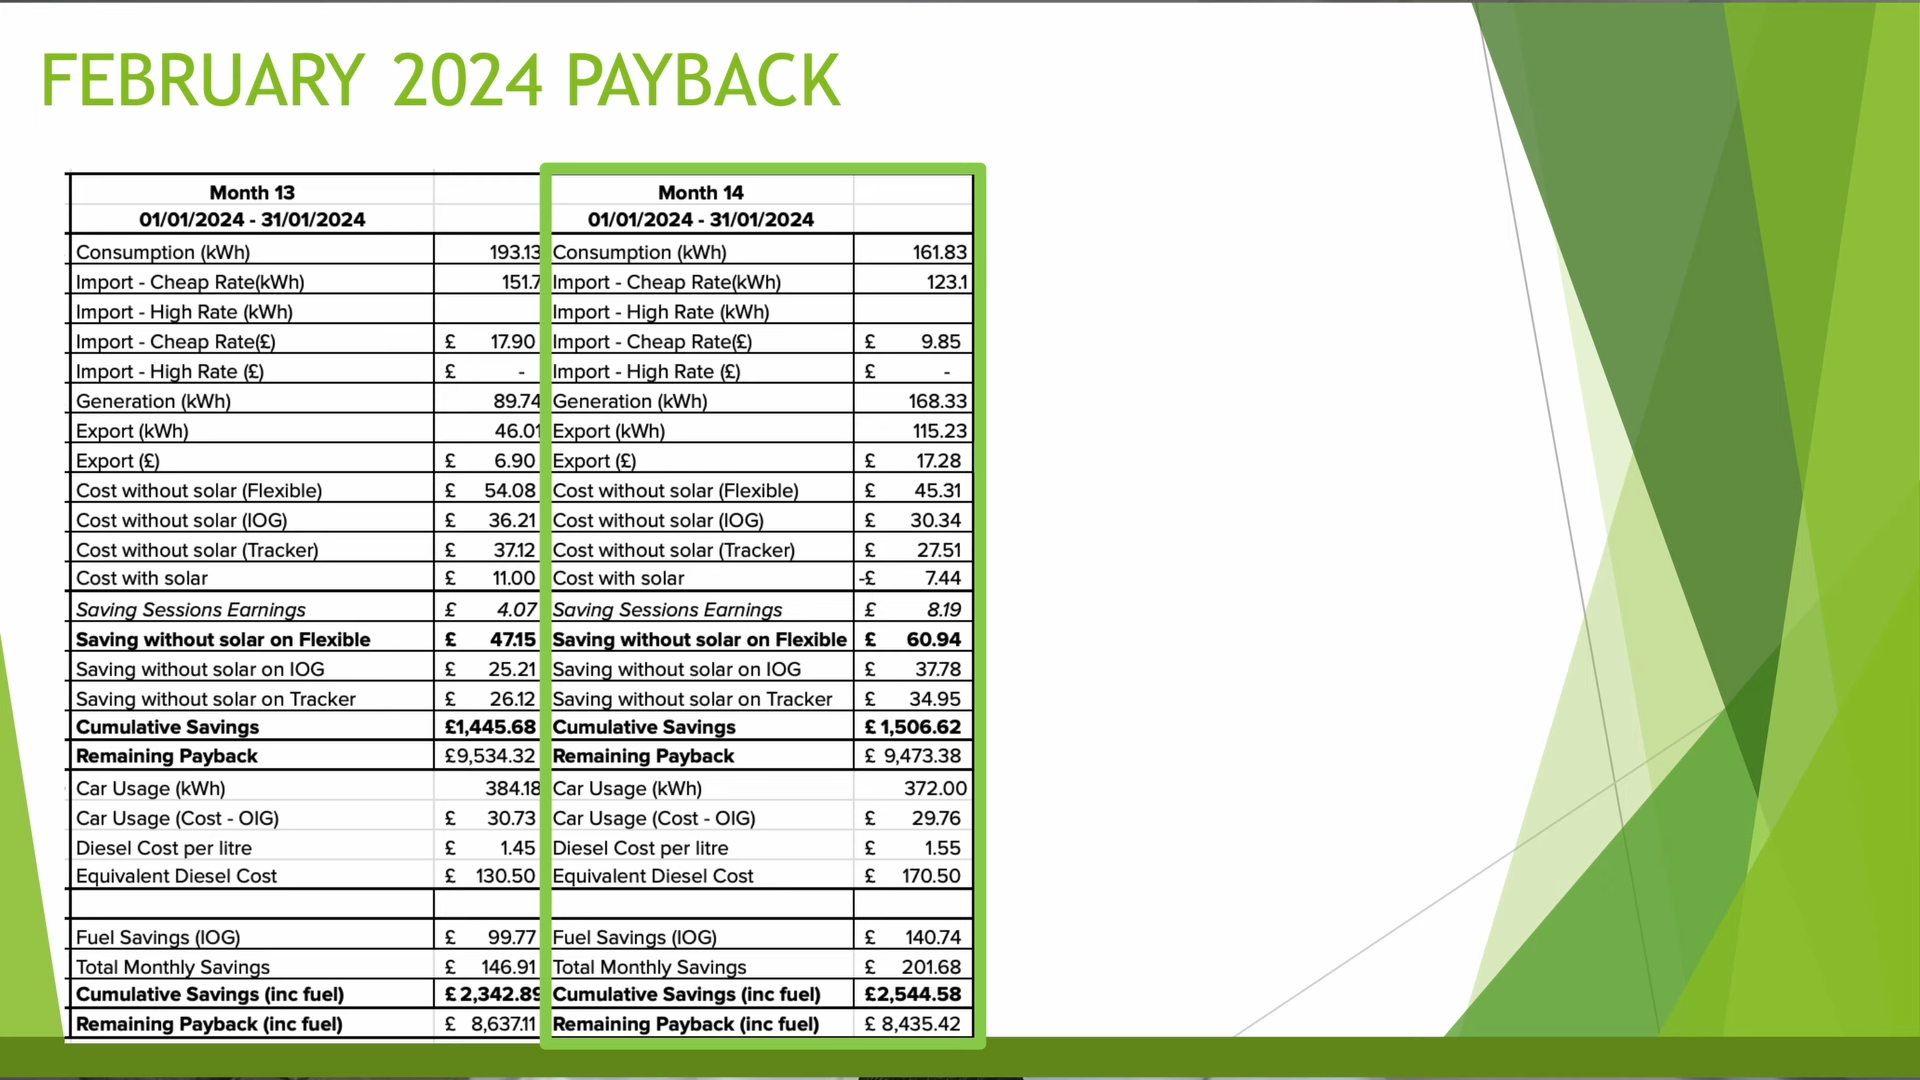 FEBRUARY 2024 PAYBACK
Month 13 Month 14
01/01/2024 - 31/01/2024 01/01/2024 - 31/01/2024
Consumption (kWh) 193.13 Consumption (kWh) 161.83
Import - Cheap Rate(kWh) 151.7 Import - Cheap Rate(kWh) 123.1
Import - High Rate (kWh) Import - High Rate (kWh)
Import - Cheap Rate(£) £ 17.90 Import - Cheap Rate(£) £ 9.85
Import - High Rate (£) £ - Import - High Rate (£) £ -
Generation (kWh) 89.74 Generation (kWh) 168.33
Export (kWh) 46.01 Export (kWh) 115.23
Export (£) £ 6.90 Export (£) £ 17.28
Cost without solar (Flexible) £ 54.08 Cost without solar (Flexible) £ 45.31
Cost without solar (IOG) £ 36.21 Cost without solar (IOG) £ 30.34
Cost without solar (Tracker) £ 37.12 Cost without solar (Tracker) £ 27.51
Cost with solar £ 11.00 Cost with solar -£ 7.44
Saving Sessions Earnings £ 4.07 Saving Sessions Earnings £ 8.19
Saving without solar on Flexible £ 47.15 Saving without solar on Flexible £ 60.94
Saving without solar on IOG £ 25.21 Saving without solar on IOG £ 37.78
Saving without solar on Tracker £ 26.12 Saving without solar on Tracker £ 34.95
Cumulative Savings £1,445.68 Cumulative Savings £ 1,506.62
Remaining Payback £9,534.32 Remaining Payback £ 9,473.38
Car Usage (kWh) 384.18 Car Usage (kWh) 372.00
Car Usage (Cost - OIG) £ 30.73 Car Usage (Cost - OIG) £ 29.76
Diesel Cost per litre £ 1.45 Diesel Cost per litre £ 1.55
Equivalent Diesel Cost £ 130.50 Equivalent Diesel Cost £ 170.50
Fuel Savings (IOG) £ 99.77 Fuel Savings (IOG) £ 140.74
Total Monthly Savings £ 146.91 Total Monthly Savings £ 201.68
Cumulative Savings (inc fuel) £ 2,342.89 Cumulative Savings (inc fuel) £2,544.58
Remaining Payback (inc fuel) £ 8,637.11 Remaining Payback (inc fuel) £ 8,435.42